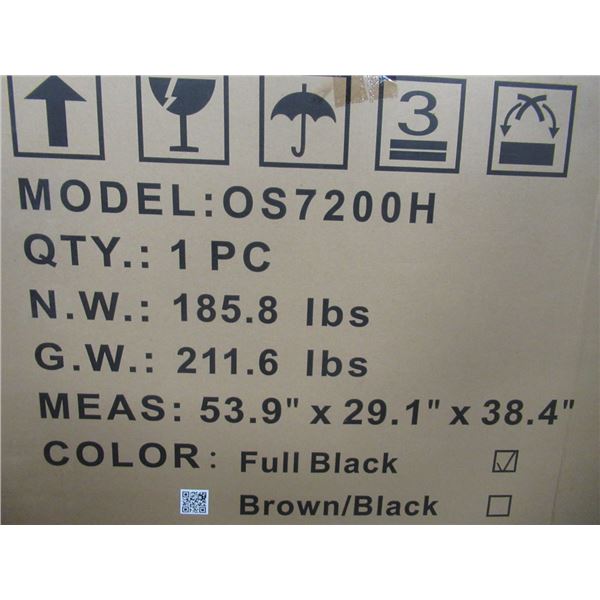 3
MODEL:OS7200H
QTY.: 1 PC
N.W.: 185.8 lbs
G.W.: 211.6 lbs
MEAS: 53.9" x 29.1" x 38.4"
COLOR: Full Black
Brown/Black